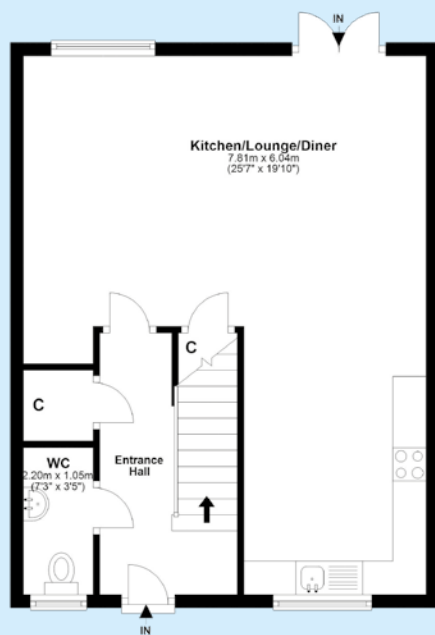 IN
Kitchen/Lounge/Diner
7.81m x 6.04m
(25'7" x 19'10")
C
C
WC
2.20m x 1.05m
(7'3" x 3'5")
Entrance
Hall
IN